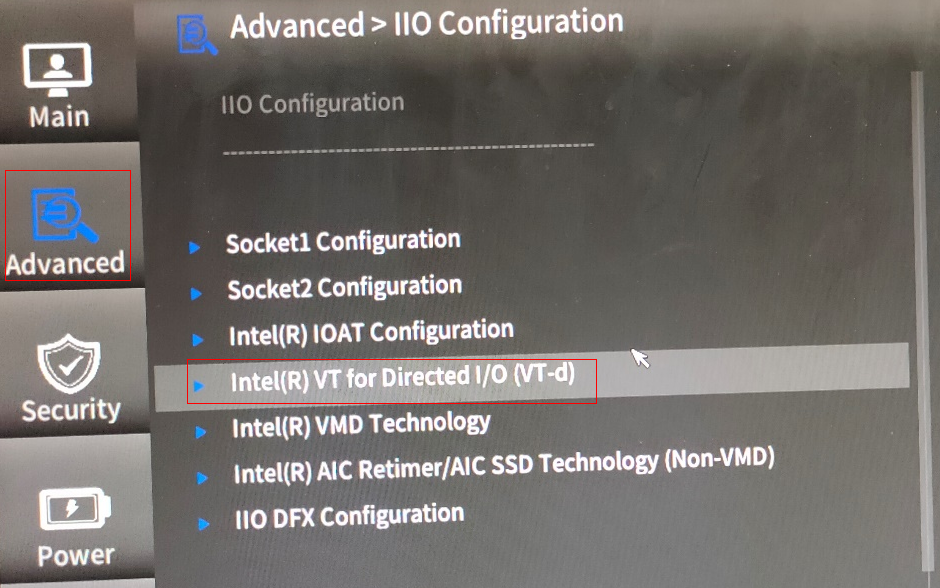 Advanced > IIO Configuration
Main
Advanced
Security
Power
IIO Configuration
-----------------------------------------------
Socket1 Configuration
Socket2 Configuration
Intel(R) IOAT Configuration
Intel(R) VT for Directed I/O (VT-d)
Intel(R) VMD Technology
Intel(R) AIC Retimer/AIC SSD Technology (Non-VMD)
IIO DFX Configuration